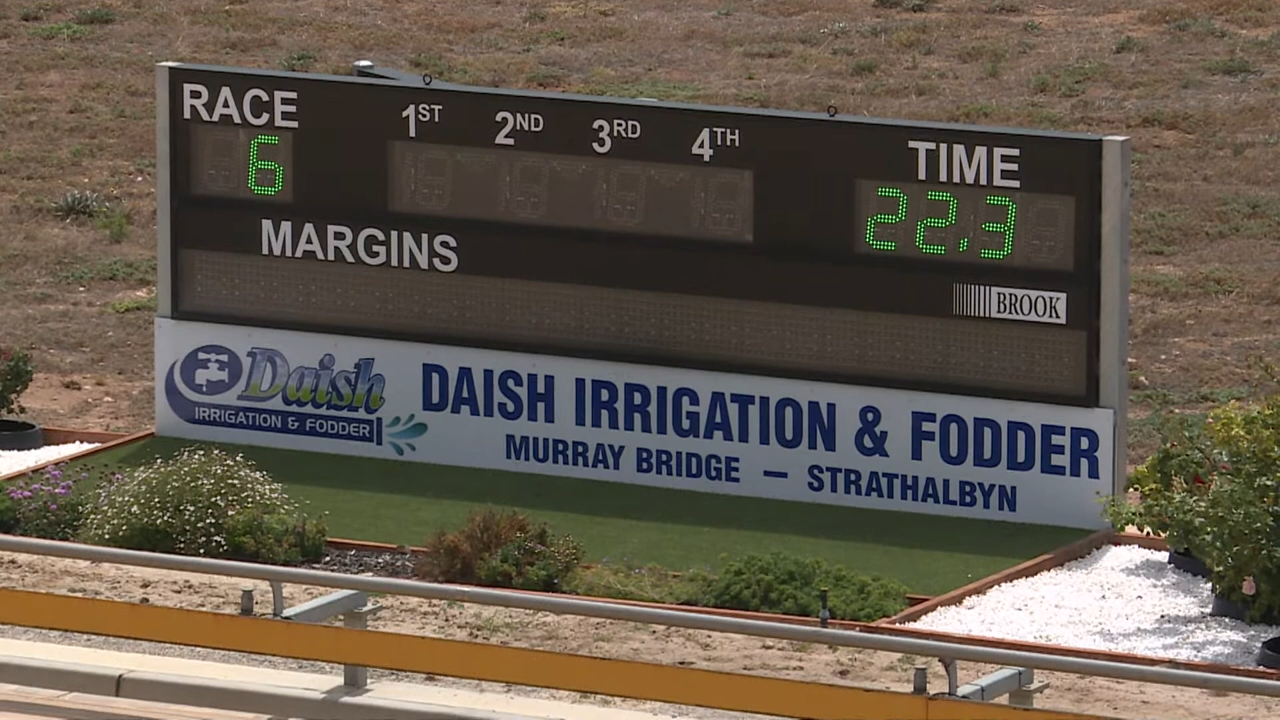 RACE 1ST 2ND 3RD 4TH TIME
6 22.3
MARGINS
BROOK
Daish
IRRIGATION & FODDER
DAISH IRRIGATION & FODDER
MURRAY BRIDGE – STRATHALBYN